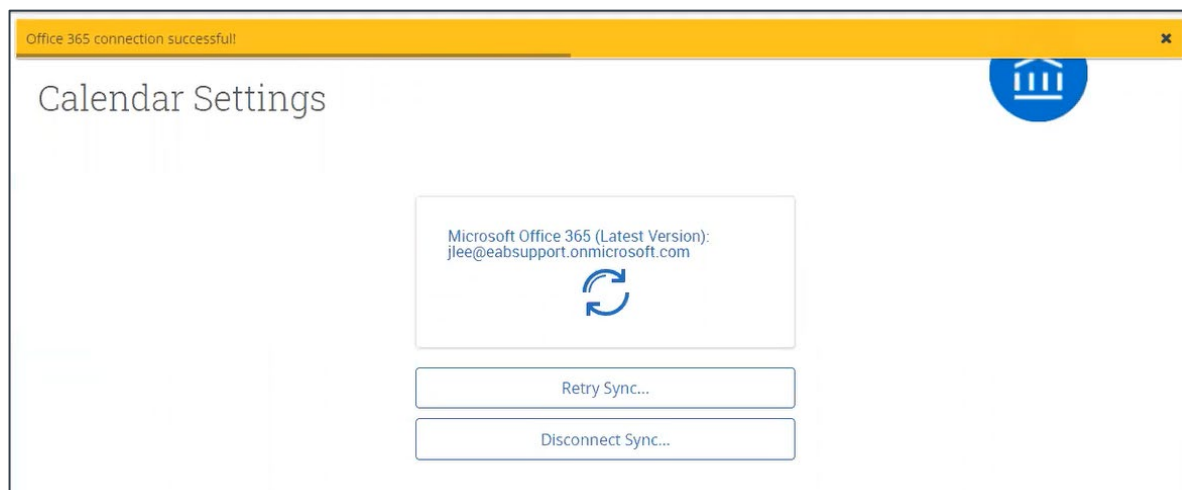 Office 365 connection successful!
Calendar Settings
Microsoft Office 365 (Latest Version):
jlee@eabsupport.onmicrosoft.com
Retry Sync...
Disconnect Sync...